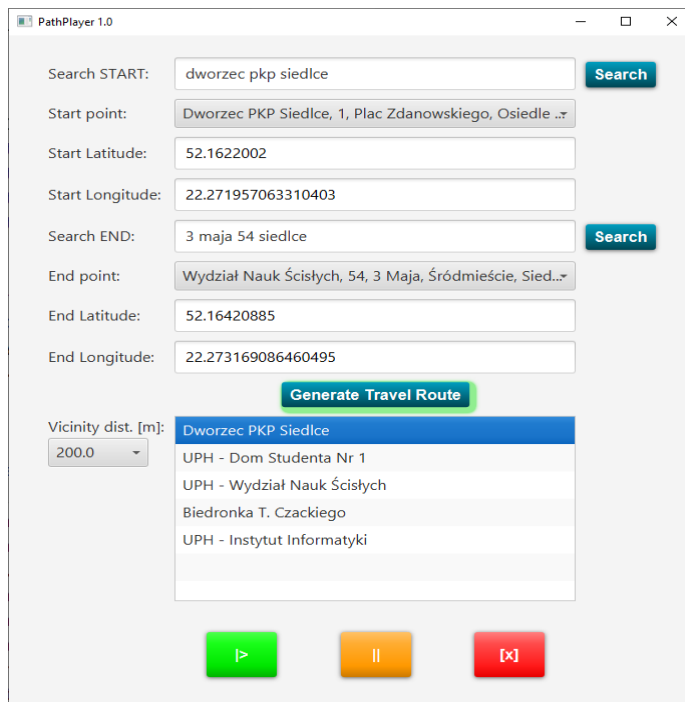 PathPlayer 1.0
Search START: dworzec pkp siedlce Search
Start point: Dworzec PKP Siedlce, 1, Plac Zdanowskiego, Osiedle ...
Start Latitude: 52.1622002
Start Longitude: 22.271957063310403
Search END: 3 maja 54 siedlce Search
End point: Wydział Nauk Ścisłych, 54, 3 Maja, Śródmieście, Sied...
End Latitude: 52.16420885
End Longitude: 22.273169086460495
Generate Travel Route
Vicinity dist. [m]: Dworzec PKP Siedlce
200.0 UPH - Dom Studenta Nr 1
UPH - Wydział Nauk Ścisłych
Biedronka T. Czackiego
UPH - Instytut Informatyki
|> || [x]